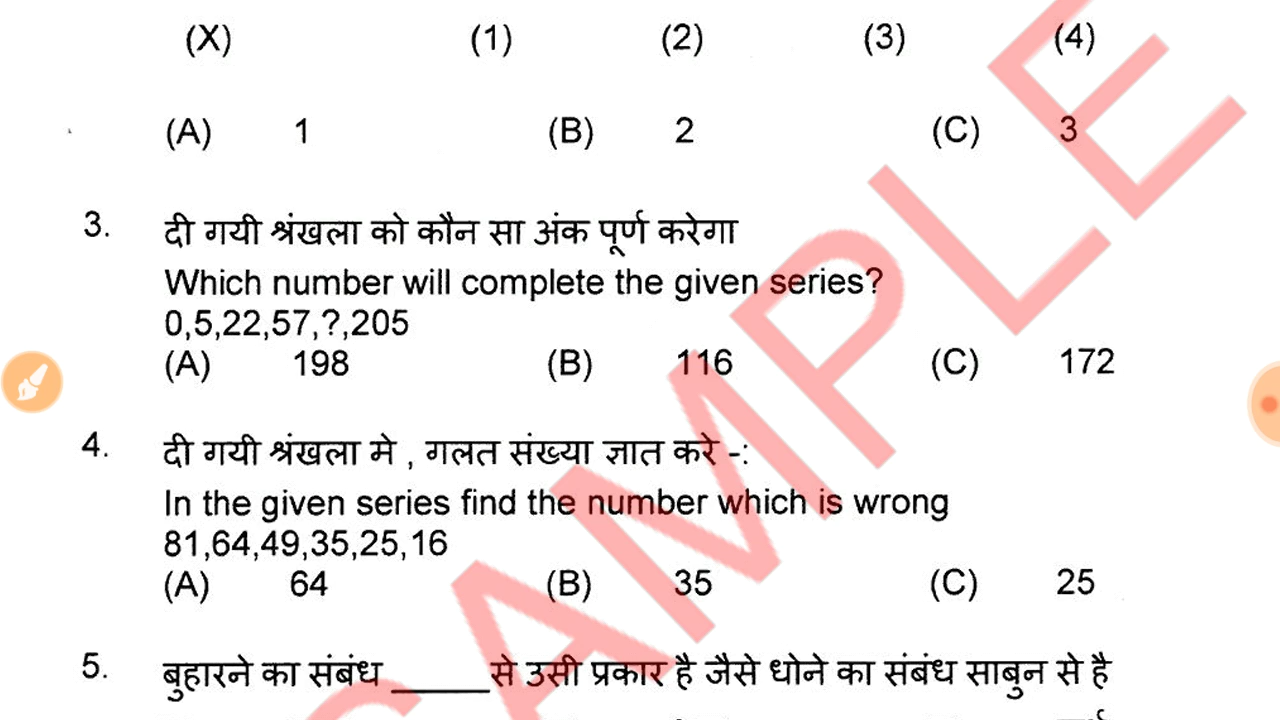 (X) (1) (2) (3) (4)
(A) 1 (B) 2 (C) 3
3. दी गयी श्रंखला को कौन सा अंक पूर्ण करेगा
Which number will complete the given series?
0,5,22,57,?,205
(A) 198 (B) 116 (C) 172
4. दी गयी श्रंखला मे , गलत संख्या ज्ञात करे -:
In the given series find the number which is wrong
81,64,49,35,25,16
(A) 64 (B) 35 (C) 25
5. बुहारने का संबंध ______से उसी प्रकार है जैसे धोने का संबंध साबुन से है
SAMPLE